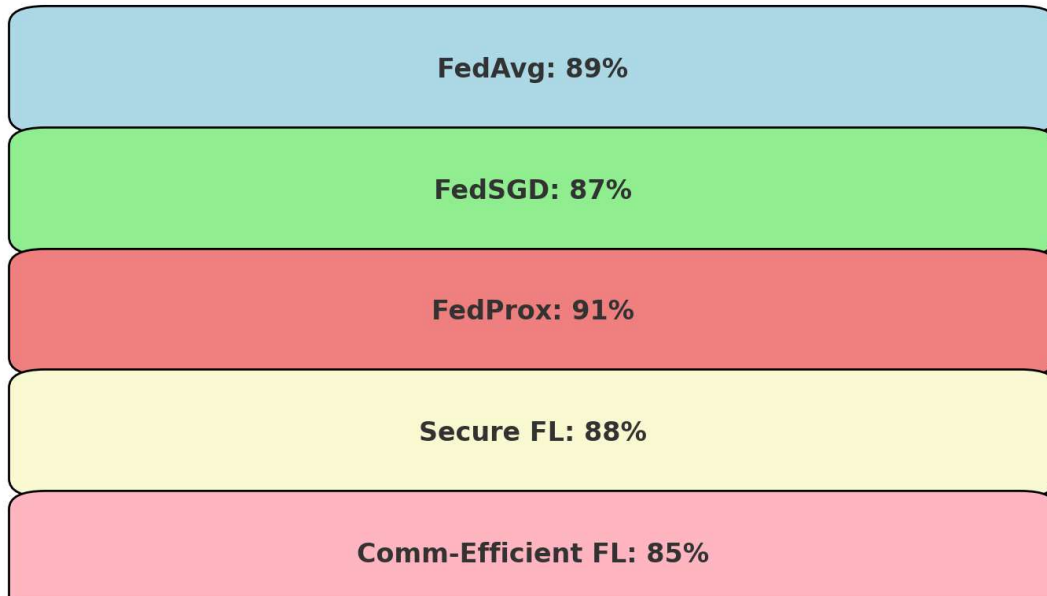 FedAvg: 89%
FedSGD: 87%
FedProx: 91%
Secure FL: 88%
Comm-Efficient FL: 85%